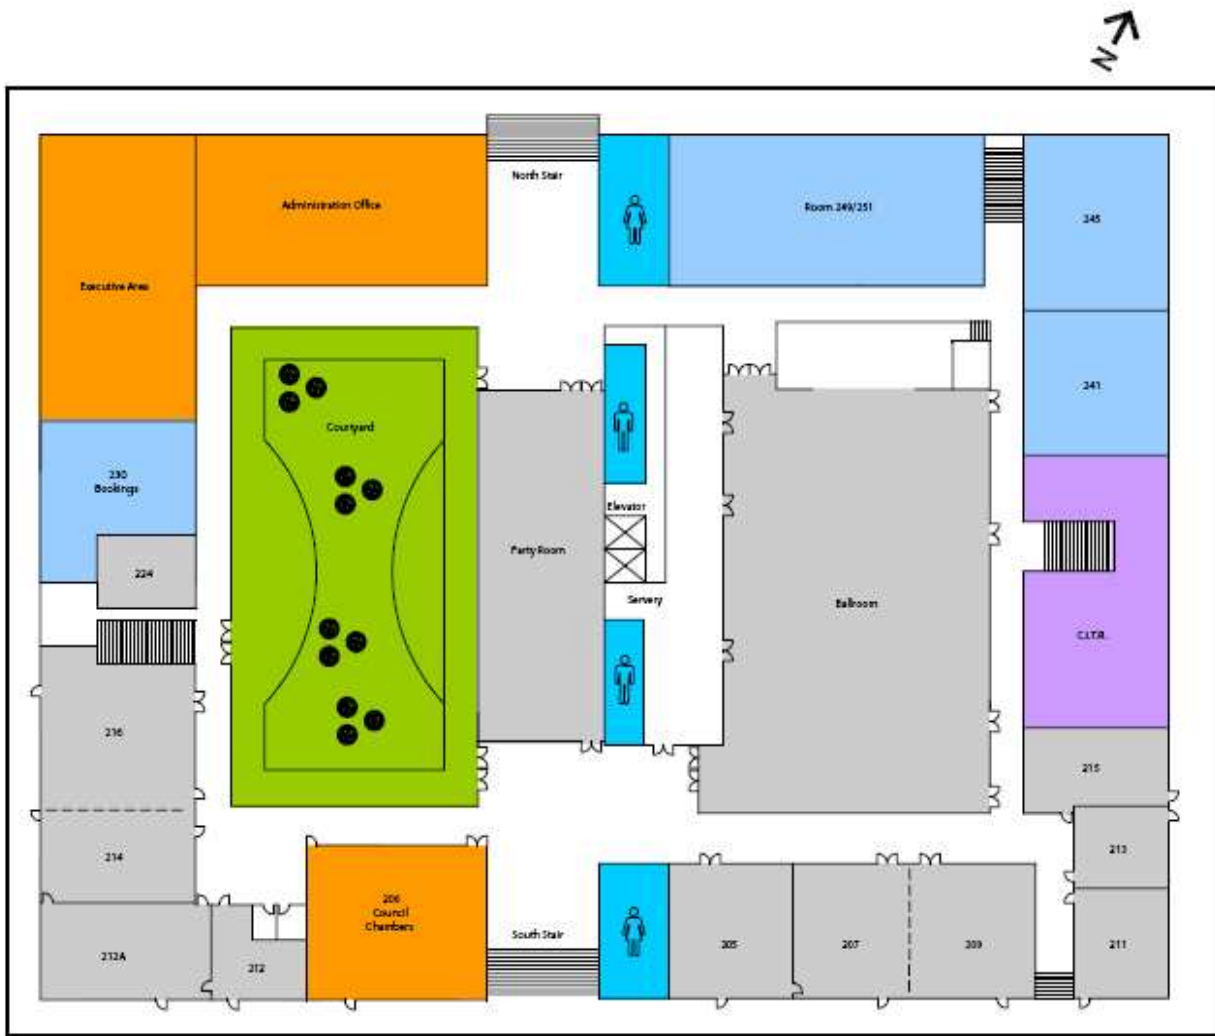 N
North Stair
Administration Office
Room 249/251
245
Executive Area
241
Courtyard
230
Bookings
Elevator
Party Room
224
Servery
Ballroom
C.I.T.R.
216
215
214
213
206
Council
Chambers
South Stair
205
207
209
211
212A
212